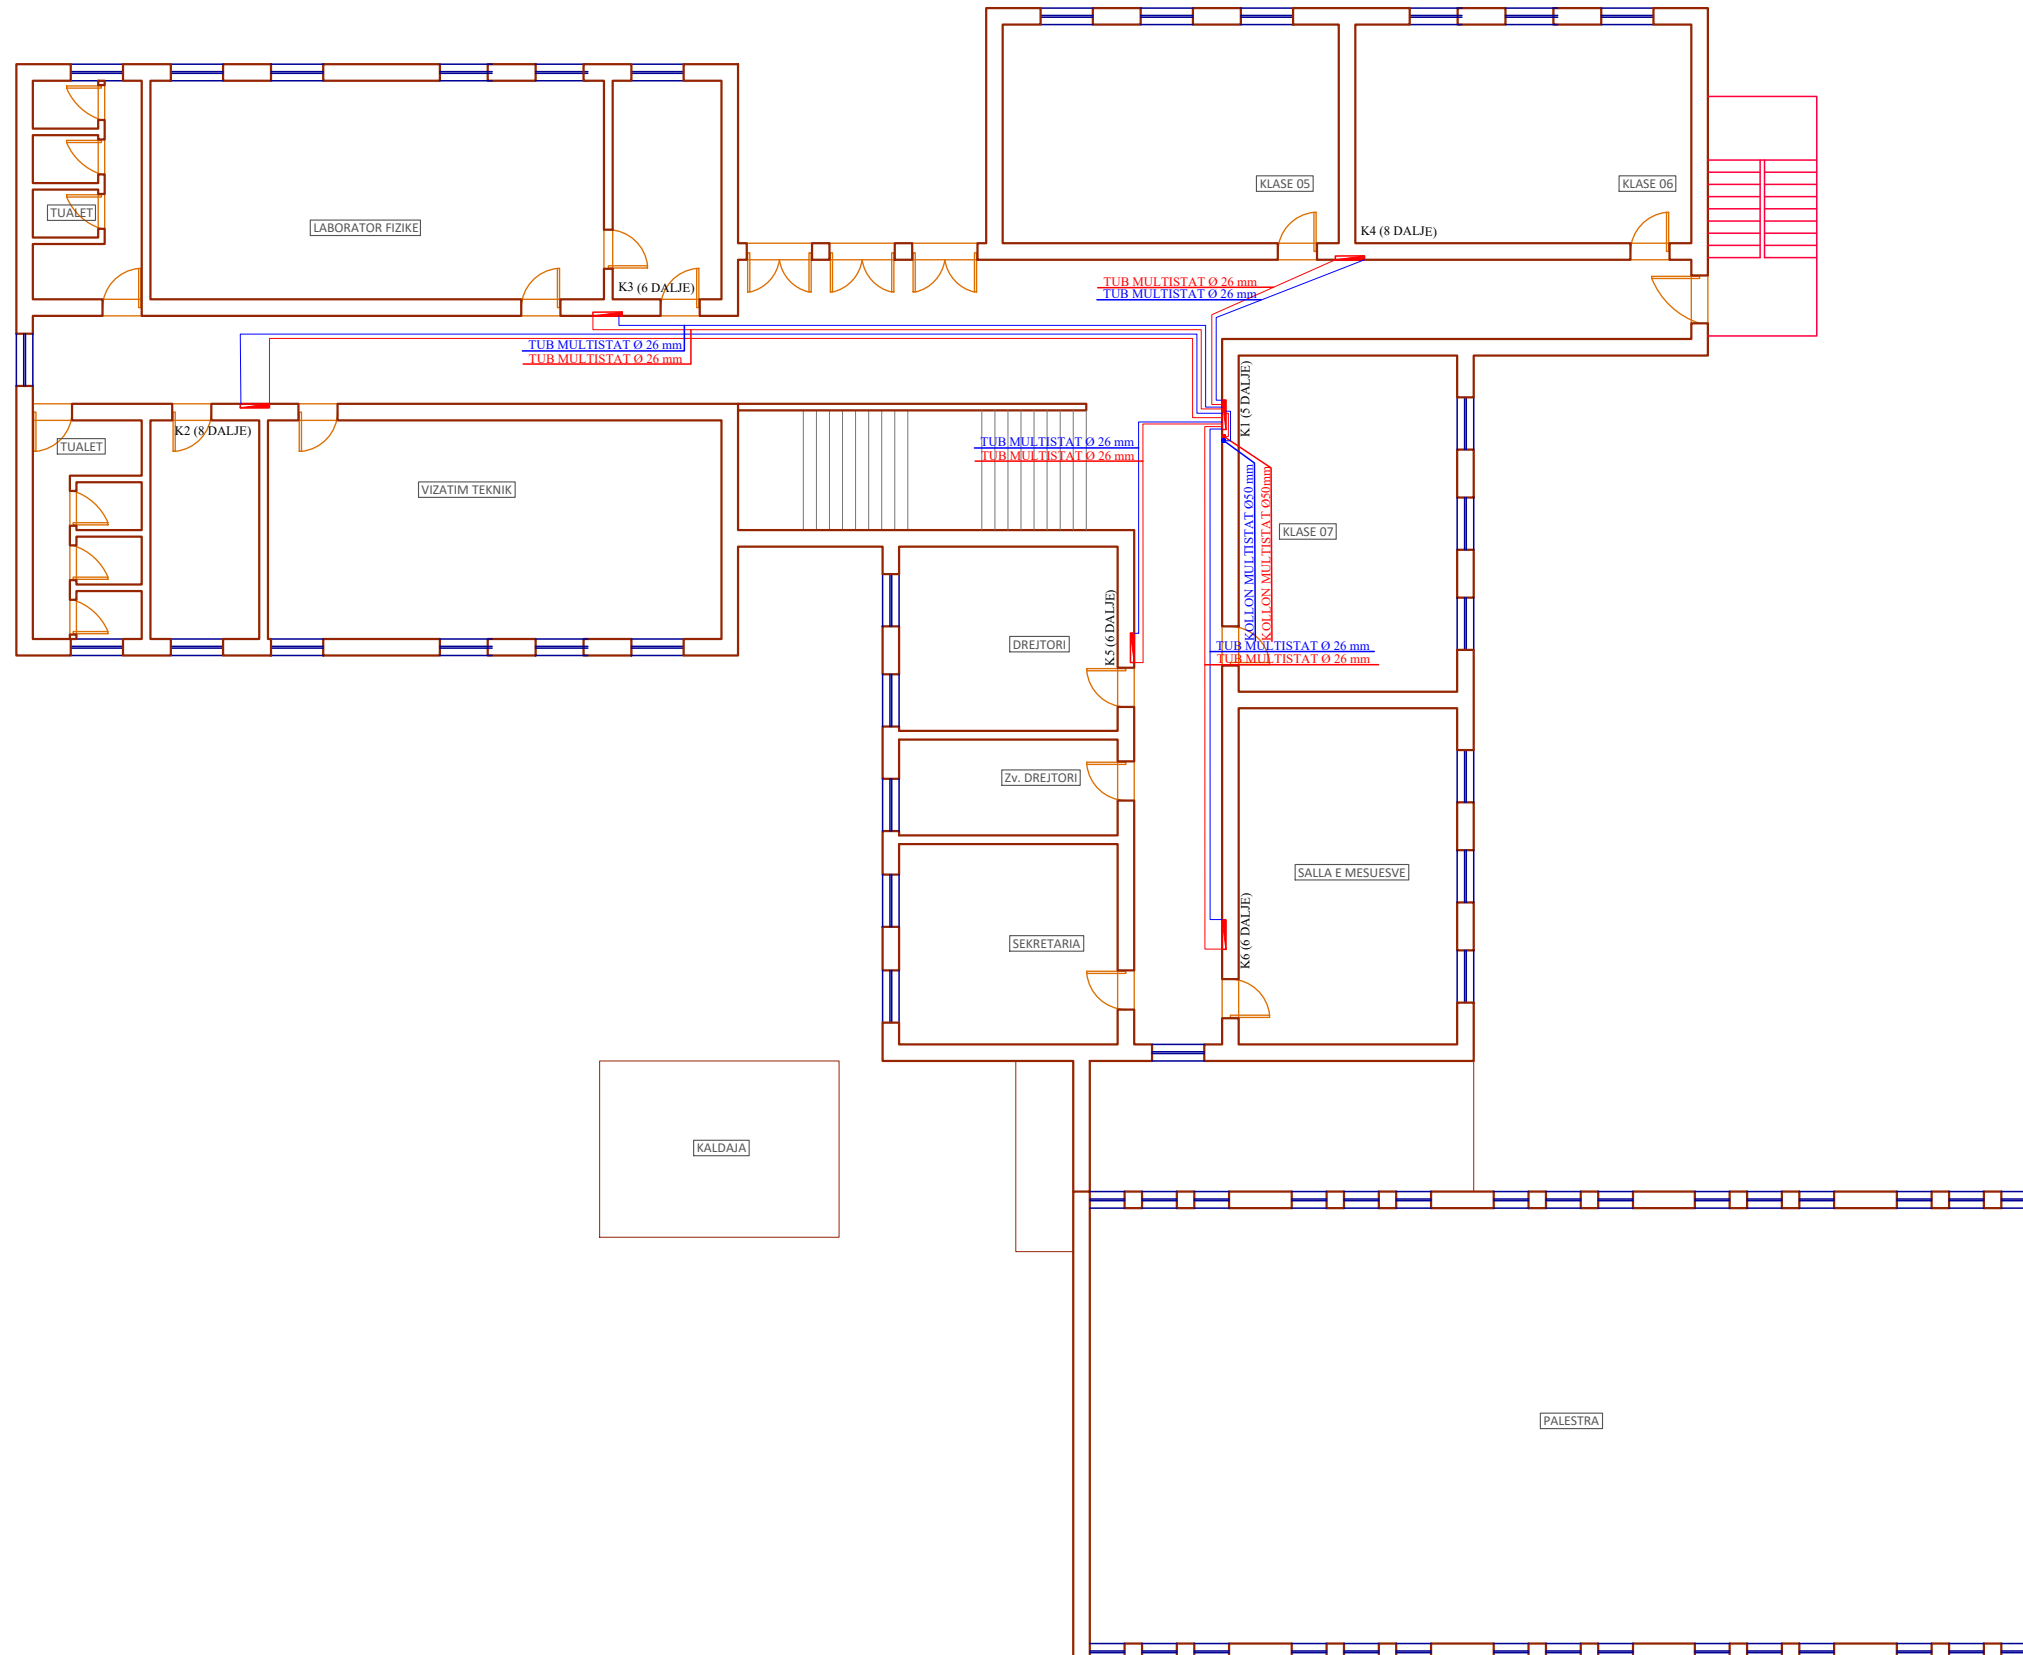 KLASE 05
KLASE 06
TUALET
LABORATOR FIZIKE
K4 (8 DALJE)
TUB MULTISTAT Ø 26 mm
TUB MULTISTAT Ø 26 mm
K3 (6 DALJE)
TUB MULTISTAT Ø 26 mm
TUB MULTISTAT Ø 26 mm
K1 (5 DALJE)
K2 (8 DALJE)
TUALET
TUB MULTISTAT Ø 26 mm
TUB MULTISTAT Ø 26 mm
VIZATIM TEKNIK
KOLLON MULTISTAT Ø50 mm
KOLLON MULTISTAT Ø50mm
KLASE 07
K5 (6 DALJE)
DREJTORI
TUB MULTISTAT Ø 26 mm
TUB MULTISTAT Ø 26 mm
Zv. DREJTORI
SALLA E MESUESVE
K6 (6 DALJE)
SEKRETARIA
KALDAJA
PALESTRA